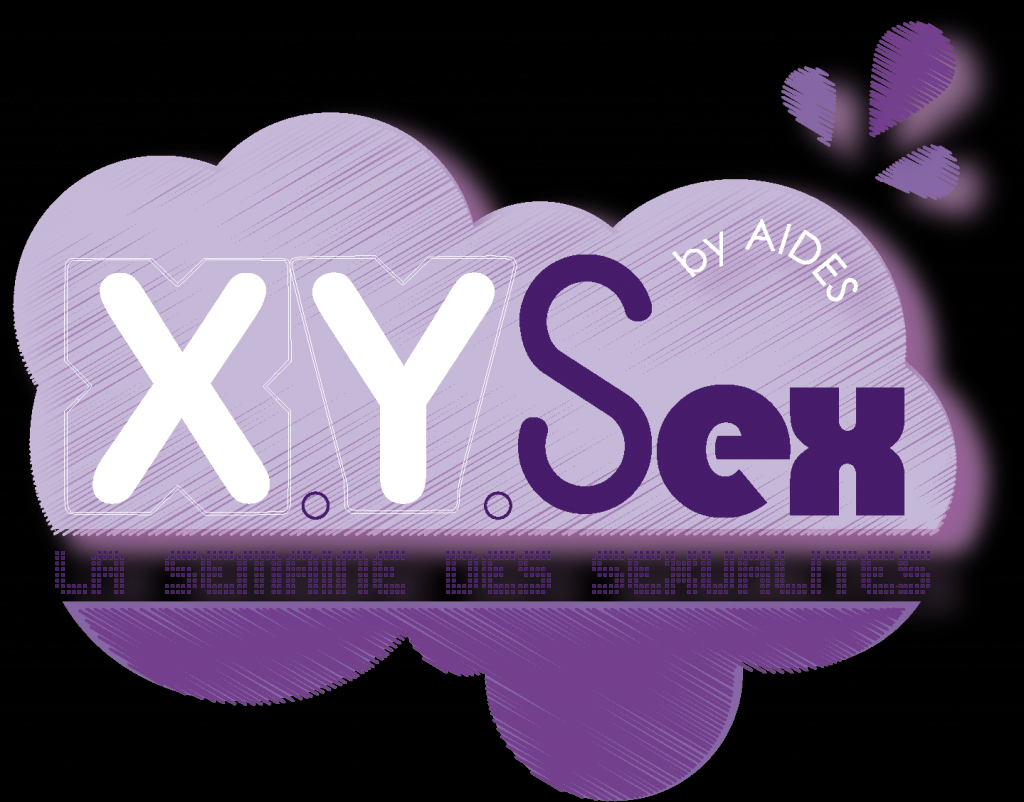 by AIDES
X.Y.Sex
LA SEMAINE DES SEXUALITES